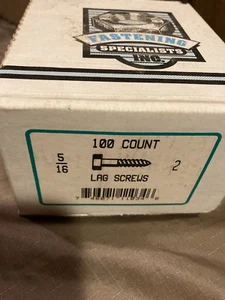 FASTENING
SPECIALISTS
INC.
100 COUNT
5/16
2
LAG SCREWS